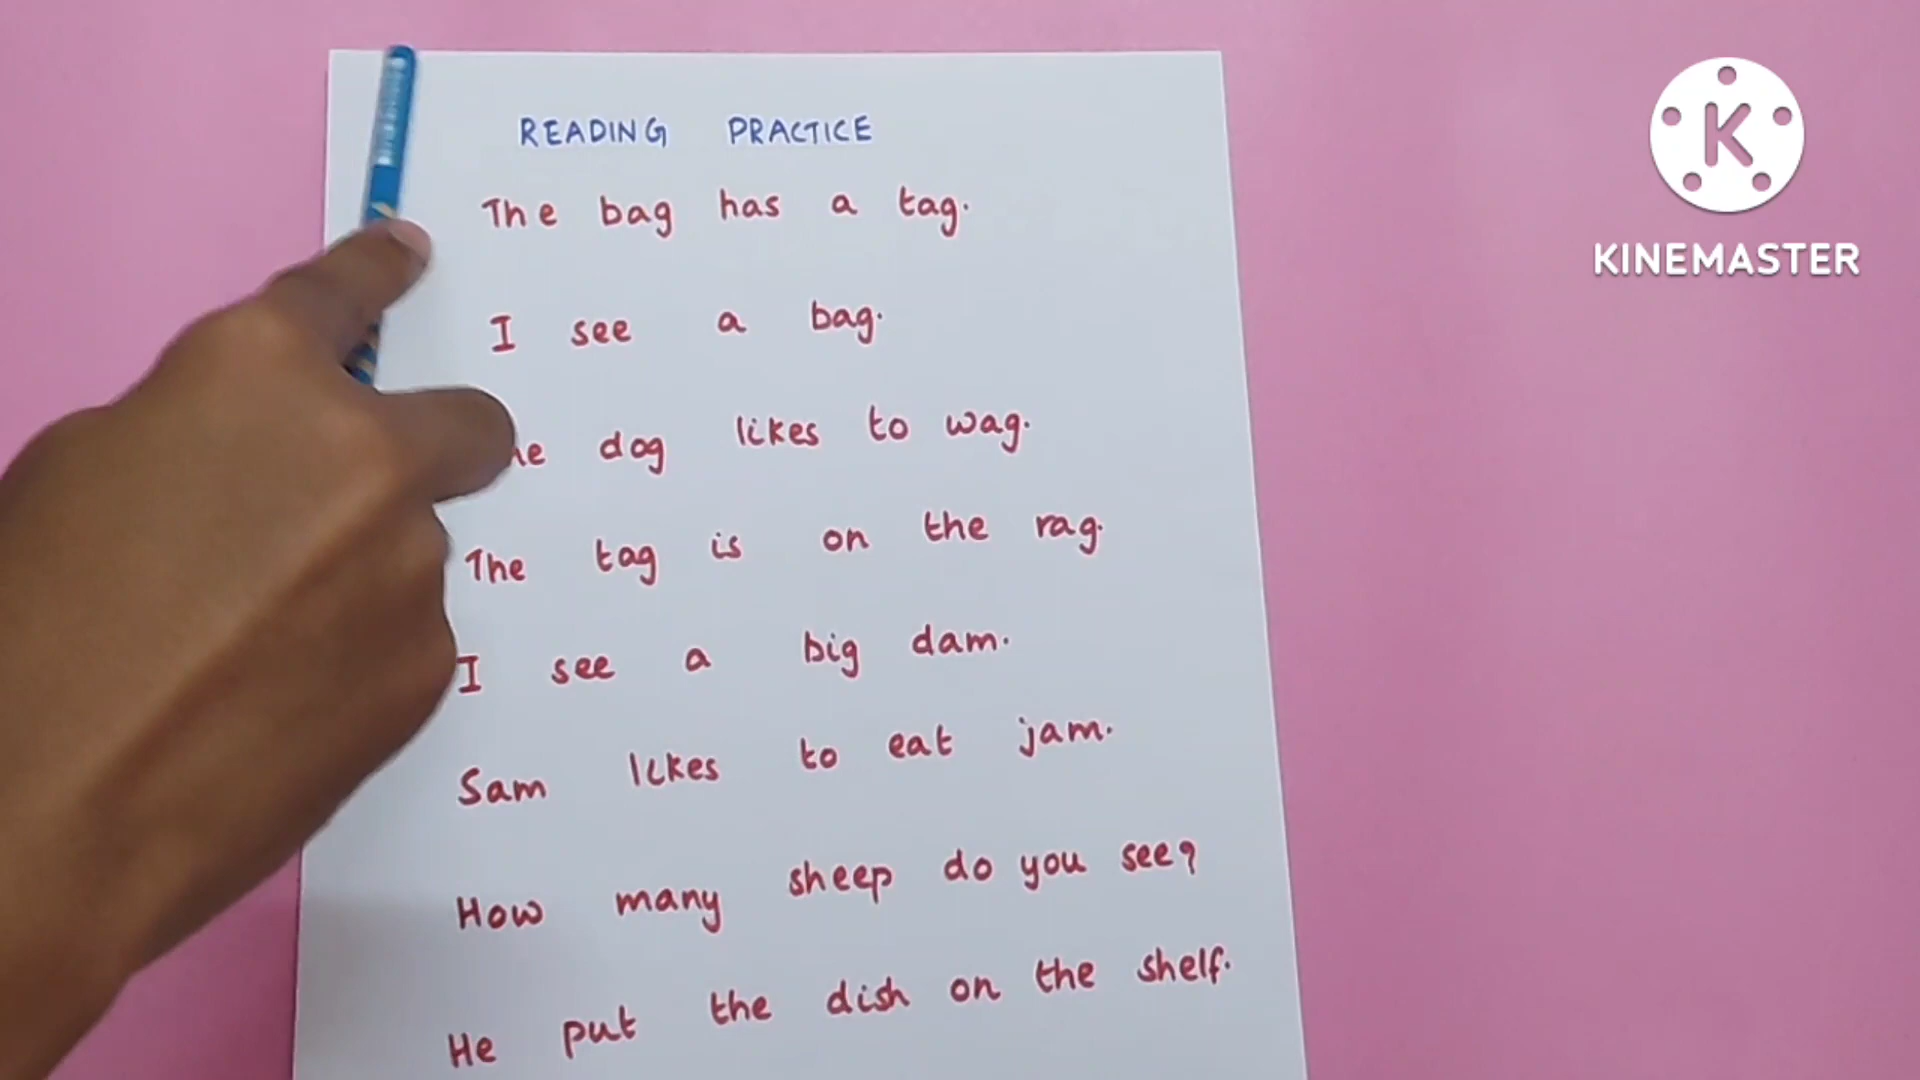 READING PRACTICE
The bag has a tag.
I see a bag.
he dog likes to wag.
The tag is on the rag.
I see a big dam.
Sam likes to eat jam.
How many sheep do you see?
He put the dish on the shelf.
K
KINEMASTER